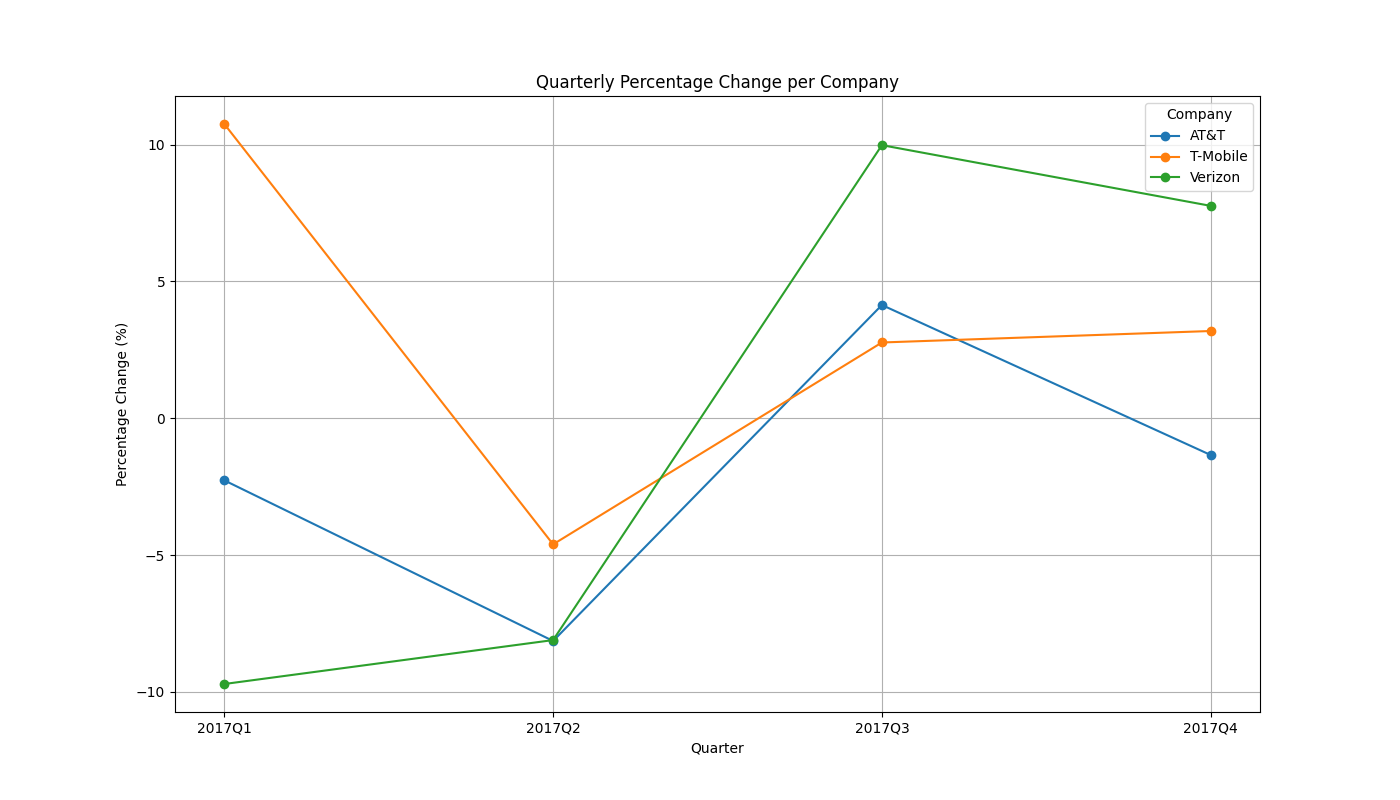 Quarterly Percentage Change per Company
Company
AT&T
T-Mobile
Verizon
Percentage Change (%)
10
5
0
−5
−10
2017Q1 2017Q2 2017Q3 2017Q4
Quarter